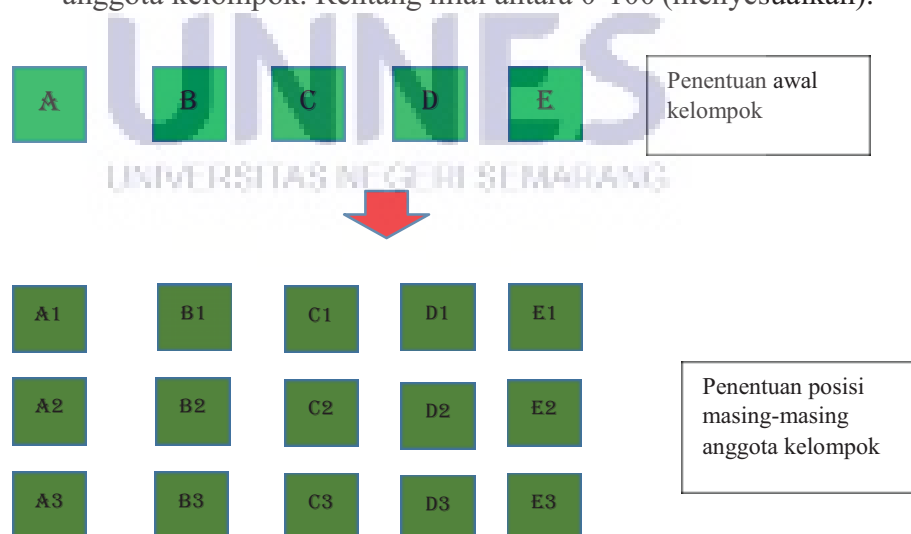 anggota kelompok. Rentang nilai antara 0-100 (menyesuaikan).
UNNES
A B C D E
Penentuan awal
kelompok
UNIVERSITAS NEGERI SEMARANG
A1 B1 C1 D1 E1
A2 B2 C2 D2 E2
Penentuan posisi
masing-masing
anggota kelompok
A3 B3 C3 D3 E3